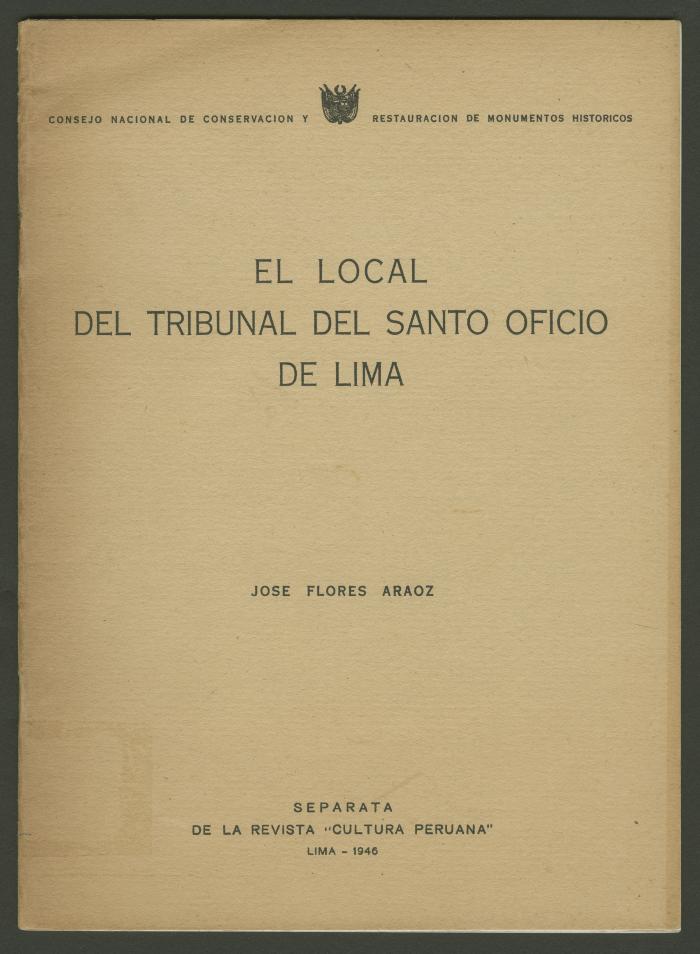 CONSEJO NACIONAL DE CONSERVACION Y RESTAURACION DE MONUMENTOS HISTORICOS
EL LOCAL
DEL TRIBUNAL DEL SANTO OFICIO
DE LIMA
JOSE FLORES ARAOZ
SEPARATA
DE LA REVISTA "CULTURA PERUANA"
LIMA - 1946